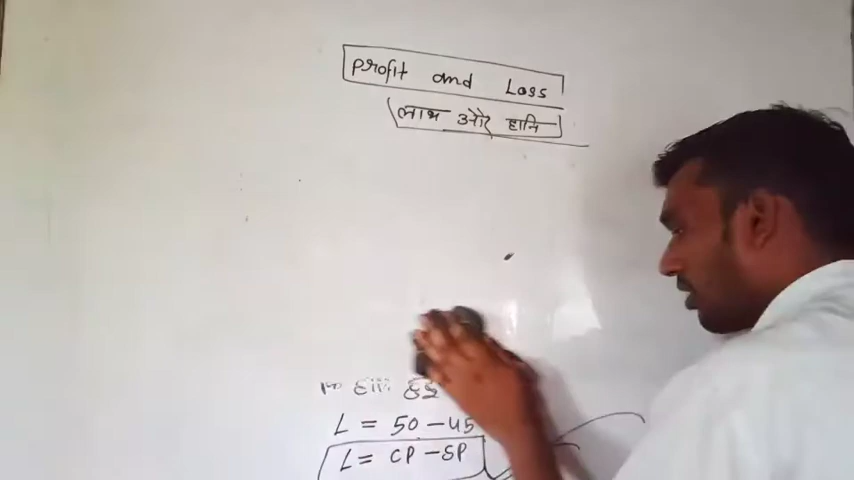 Profit and Loss
लाभ और हानि
हानि हुई
L = 50 - 45
L = CP - SP